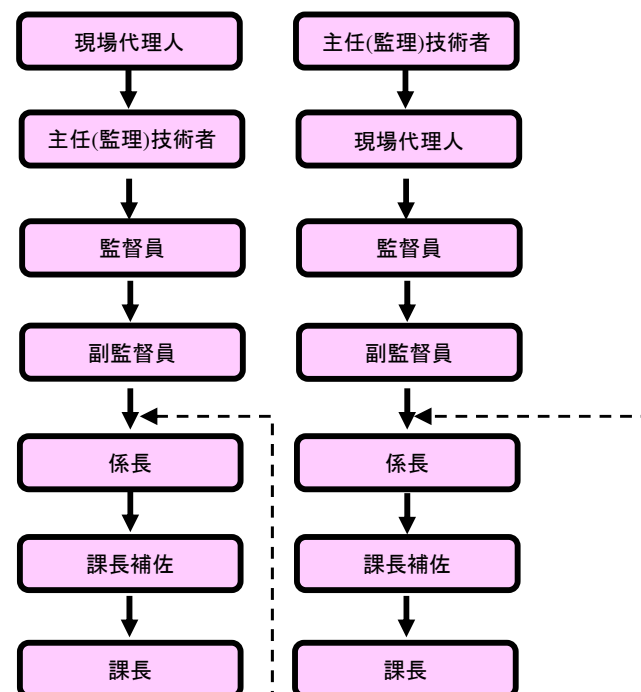 現場代理人
主任(監理)技術者
監督員
副監督員
係長
課長補佐
課長
主任(監理)技術者
現場代理人
監督員
副監督員
係長
課長補佐
課長